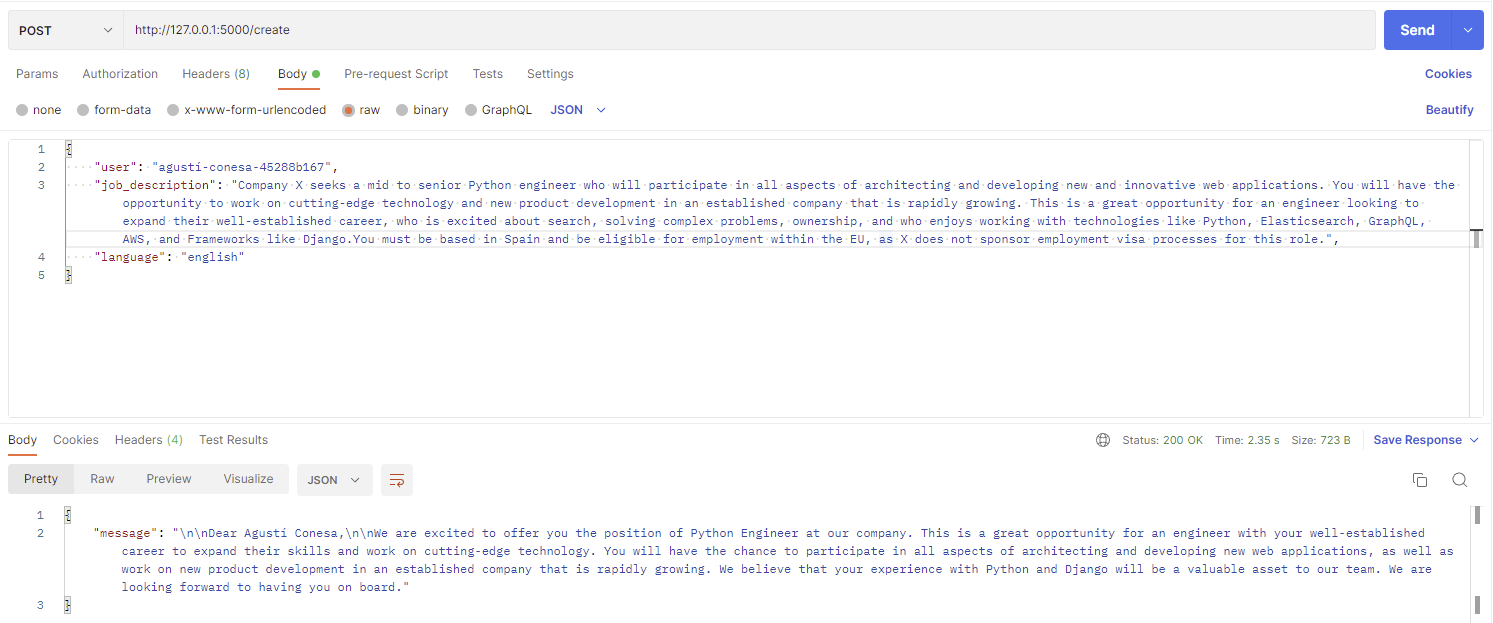 POST http://127.0.0.1:5000/create Send
Params Authorization Headers (8) Body Pre-request Script Tests Settings Cookies
none form-data x-www-form-urlencoded raw binary GraphQL JSON Beautify
1 {
2 "user": "agustí-conesa-45288b167",
3 "job_description": "Company X seeks a mid to senior Python engineer who will participate in all aspects of architecting and developing new and innovative web applications. You will have the
opportunity to work on cutting-edge technology and new product development in an established company that is rapidly growing. This is a great opportunity for an engineer looking to
expand their well-established career, who is excited about search, solving complex problems, ownership, and who enjoys working with technologies like Python, Elasticsearch, GraphQL,
AWS, and Frameworks like Django.You must be based in Spain and be eligible for employment within the EU, as X does not sponsor employment visa processes for this role.",
4 "language": "english"
5 }
Body Cookies Headers (4) Test Results Status: 200 OK Time: 2.35 s Size: 723 B Save Response
Pretty Raw Preview Visualize JSON
1 {
2 "message": "\n\nDear Agustí Conesa,\n\nWe are excited to offer you the position of Python Engineer at our company. This is a great opportunity for an engineer with your well-established
career to expand their skills and work on cutting-edge technology. You will have the chance to participate in all aspects of architecting and developing new web applications, as well as
work on new product development in an established company that is rapidly growing. We believe that your experience with Python and Django will be a valuable asset to our team. We are
looking forward to having you on board."
3 }